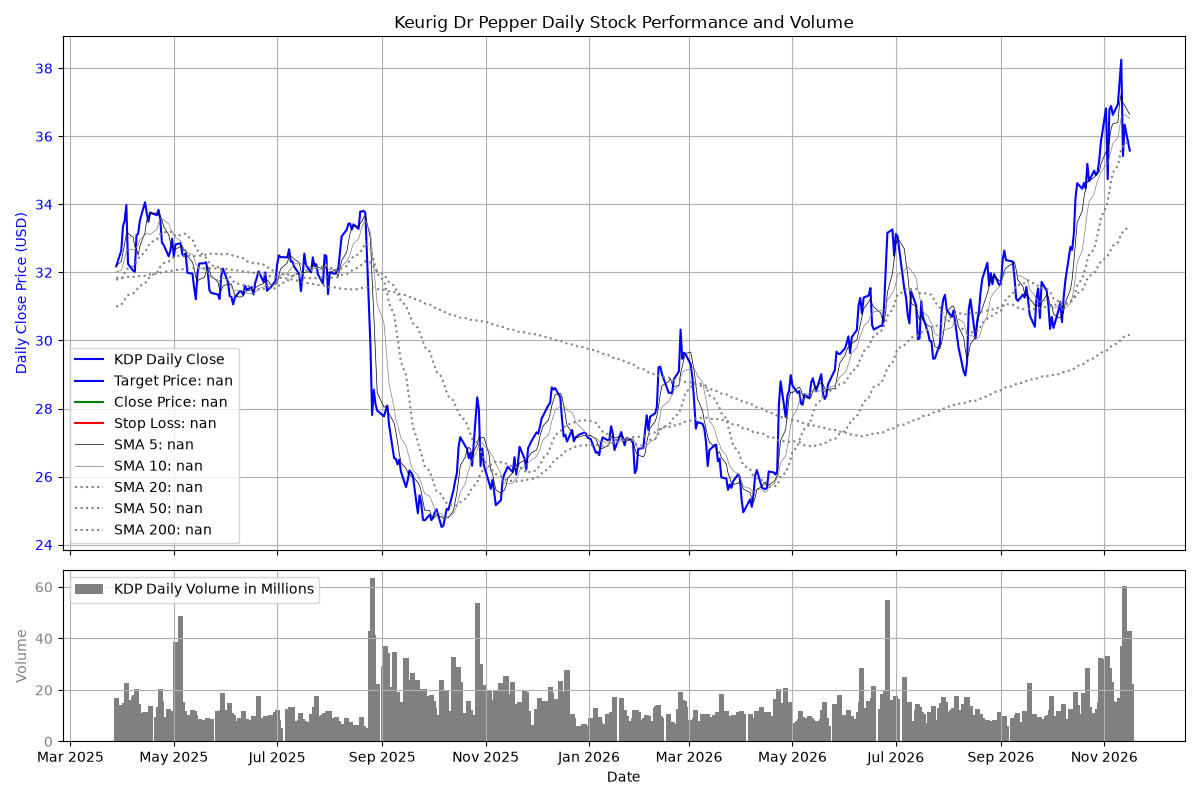 Keurig Dr Pepper Daily Stock Performance and Volume
Daily Close Price (USD)
38
36
34
32
30
28
26
24
KDP Daily Close
Target Price: nan
Close Price: nan
Stop Loss: nan
SMA 5: nan
SMA 10: nan
SMA 20: nan
SMA 50: nan
SMA 200: nan
Volume
60
40
20
0
KDP Daily Volume in Millions
Mar 2025 May 2025 Jul 2025 Sep 2025 Nov 2025 Jan 2026 Mar 2026 May 2026 Jul 2026 Sep 2026 Nov 2026
Date